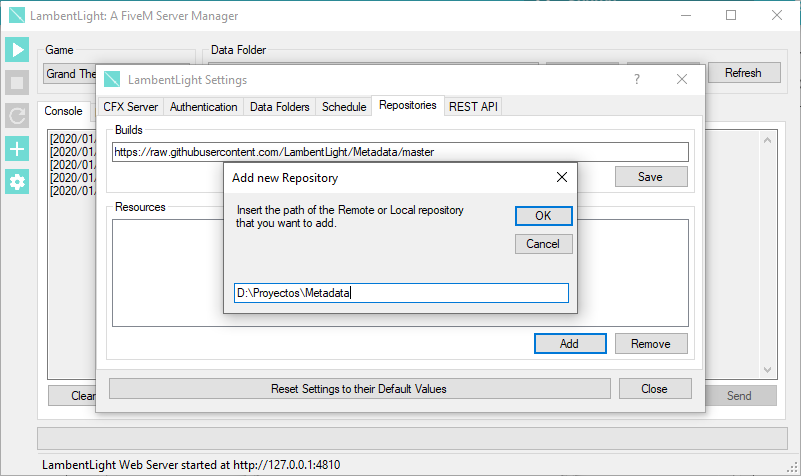 LambentLight: A FiveM Server Manager
Game
Data Folder
Grand The
Refresh
Console
[2020/01/
[2020/01/
[2020/01/
[2020/01/
[2020/01/
Clear
Send
LambentLight Settings
?
CFX Server
Authentication
Data Folders
Schedule
Repositories
REST API
Builds
https://raw.githubusercontent.com/LambentLight/Metadata/master
Save
Resources
Add new Repository
Insert the path of the Remote or Local repository
that you want to add.
OK
Cancel
D:\Proyectos\Metadata
Add
Remove
Reset Settings to their Default Values
Close
LambentLight Web Server started at http://127.0.0.1:4810